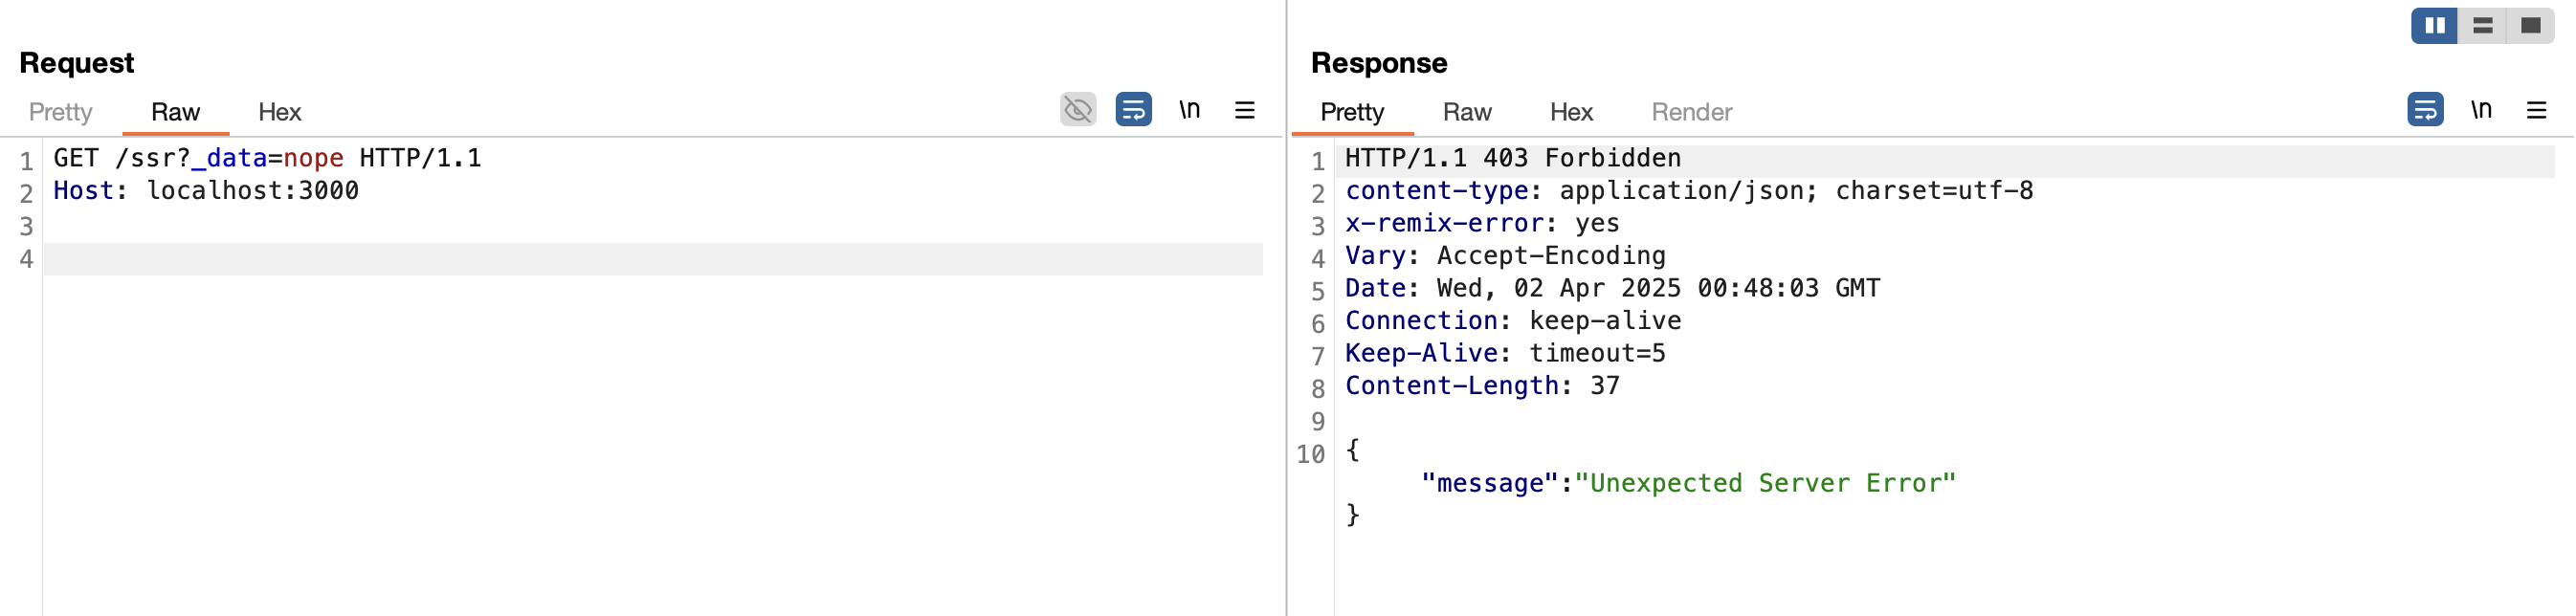 Request
Pretty Raw Hex \n
1 GET /ssr?_data=nope HTTP/1.1
2 Host: localhost:3000
3
4
Response
Pretty Raw Hex Render \n
1 HTTP/1.1 403 Forbidden
2 content-type: application/json; charset=utf-8
3 x-remix-error: yes
4 Vary: Accept-Encoding
5 Date: Wed, 02 Apr 2025 00:48:03 GMT
6 Connection: keep-alive
7 Keep-Alive: timeout=5
8 Content-Length: 37
9
10 {
"message":"Unexpected Server Error"
}